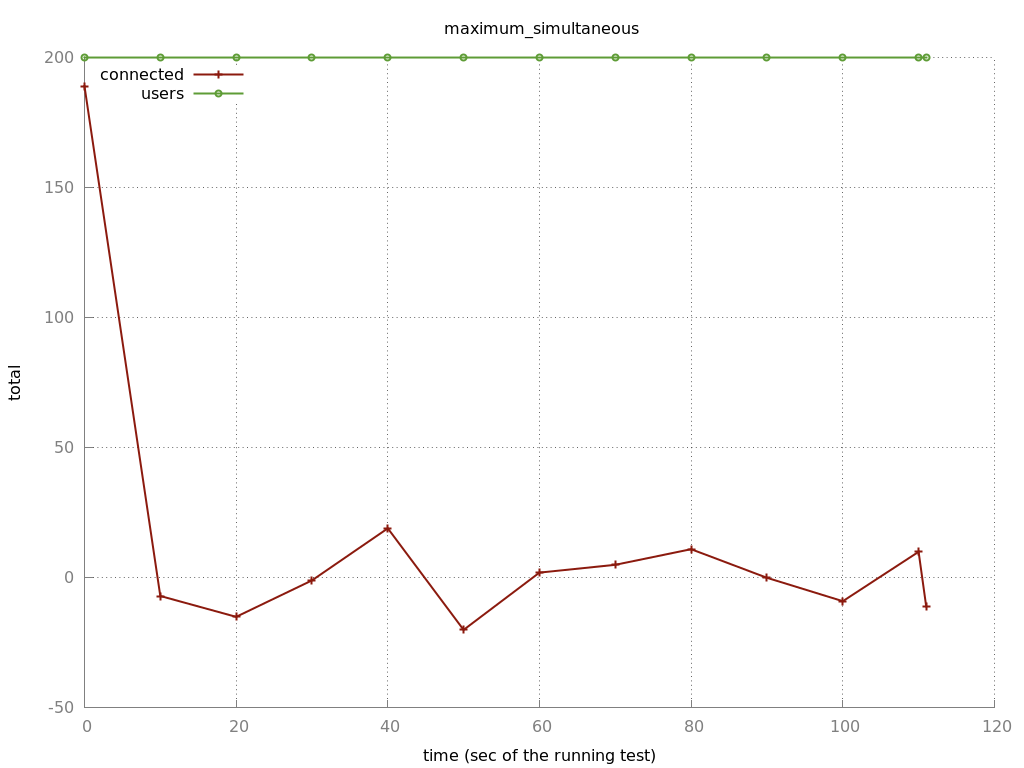 maximum_simultaneous
200
connected
users
150
100
total
50
0
-50
0 20 40 60 80 100 120
time (sec of the running test)